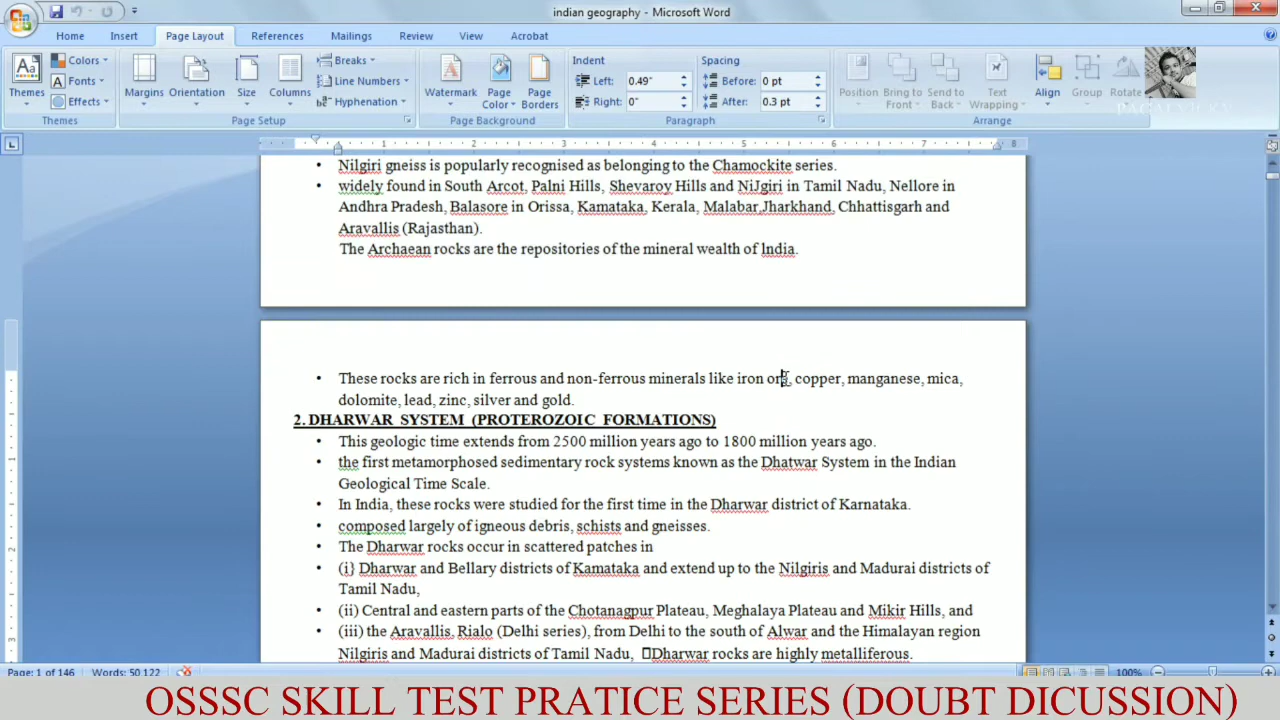 indian geography - Microsoft Word
Home Insert Page Layout References Mailings Review View Acrobat
Themes
Colors
Fonts
Effects
Themes
Margins
Orientation
Size
Columns
Breaks
Line Numbers
Hyphenation
Page Setup
Watermark
Page Color
Page Borders
Page Background
Indent
Left: 0.49"
Right: 0"
Spacing
Before: 0 pt
After: 0.3 pt
Paragraph
Position
Bring to Front
Send to Back
Text Wrapping
Align
Group
Rotate
Arrange
1 2 3 4 5 6 7 8
• Nilgiri gneiss is popularly recognised as belonging to the Chamockite series.
• widely found in South Arcot, Palni Hills, Shevaroy Hills and NiJgiri in Tamil Nadu, Nellore in
Andhra Pradesh, Balasore in Orissa, Kamataka, Kerala, Malabar,Jharkhand, Chhattisgarh and
Aravallis (Rajasthan).
The Archaean rocks are the repositories of the mineral wealth of lndia.
• These rocks are rich in ferrous and non-ferrous minerals like iron ore, copper, manganese, mica,
dolomite, lead, zinc, silver and gold.
2. DHARWAR SYSTEM (PROTEROZOIC FORMATIONS)
• This geologic time extends from 2500 million years ago to 1800 million years ago.
• the first metamorphosed sedimentary rock systems known as the Dhatwar System in the Indian
Geological Time Scale.
• In India, these rocks were studied for the first time in the Dharwar district of Karnataka.
• composed largely of igneous debris, schists and gneisses.
• The Dharwar rocks occur in scattered patches in
• (i} Dharwar and Bellary districts of Kamataka and extend up to the Nilgiris and Madurai districts of
Tamil Nadu,
• (ii) Central and eastern parts of the Chotanagpur Plateau, Meghalaya Plateau and Mikir Hills, and
• (iii) the Aravallis, Rialo (Delhi series), from Delhi to the south of Alwar and the Himalayan region
Nilgiris and Madurai districts of Tamil Nadu, Dharwar rocks are highly metalliferous.
Page: 1 of 146 Words: 50,122 100%
OSSSC SKILL TEST PRATICE SERIES (DOUBT DICUSSION)